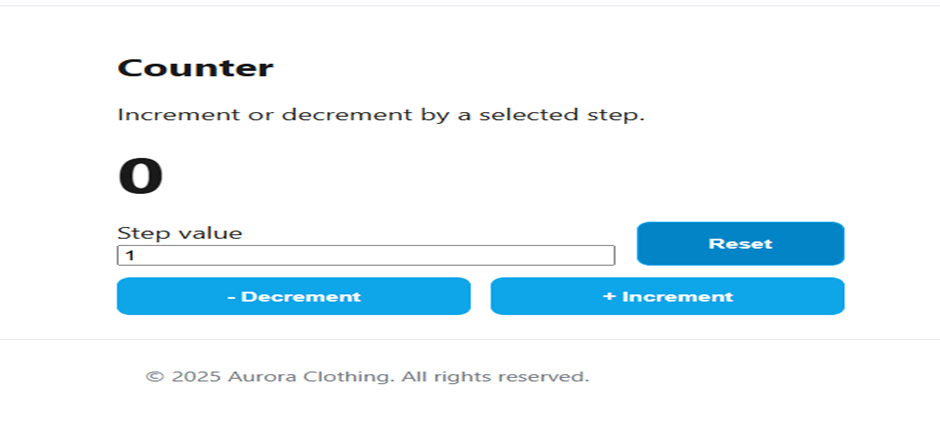 Counter
Increment or decrement by a selected step.
0
Step value
1
Reset
- Decrement
+ Increment
© 2025 Aurora Clothing. All rights reserved.